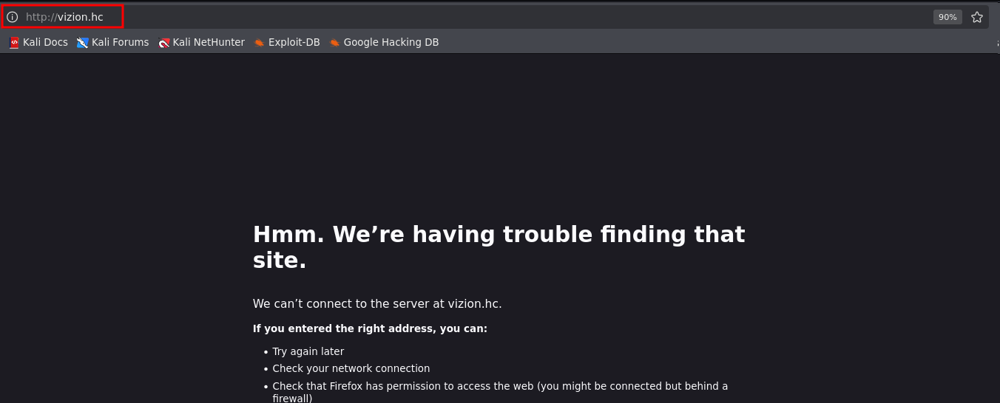 http://vizion.hc 90%
Kali Docs Kali Forums Kali NetHunter Exploit-DB Google Hacking DB
Hmm. We’re having trouble finding that
site.
We can’t connect to the server at vizion.hc.
If you entered the right address, you can:
• Try again later
• Check your network connection
• Check that Firefox has permission to access the web (you might be connected but behind a
firewall)